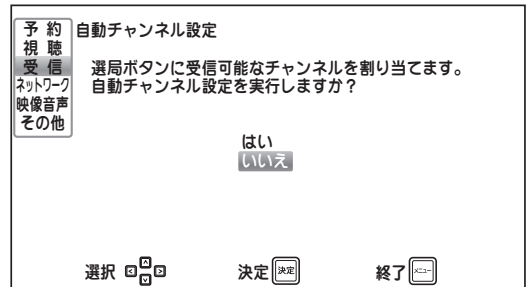 予 約
視 聴
受 信
ネットワーク
映像音声
その他
自動チャンネル設定
選局ボタンに受信可能なチャンネルを割り当てます。
自動チャンネル設定を実行しますか？
はい
いいえ
選択 決定 決定 終了 メニュー